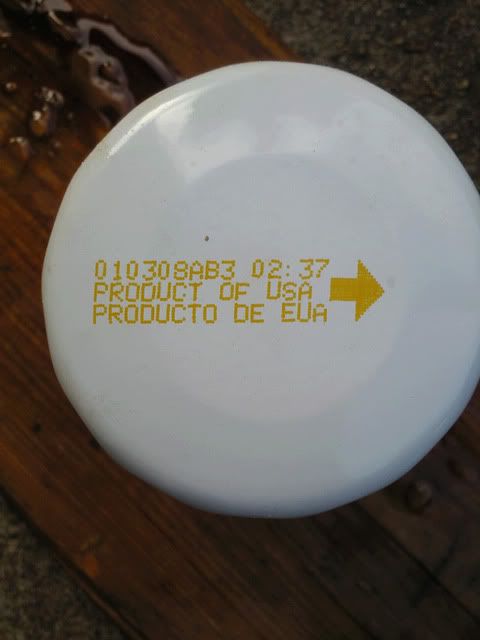 010308AB3 02:37
PRODUCT OF USA
PRODUCTO DE EUA